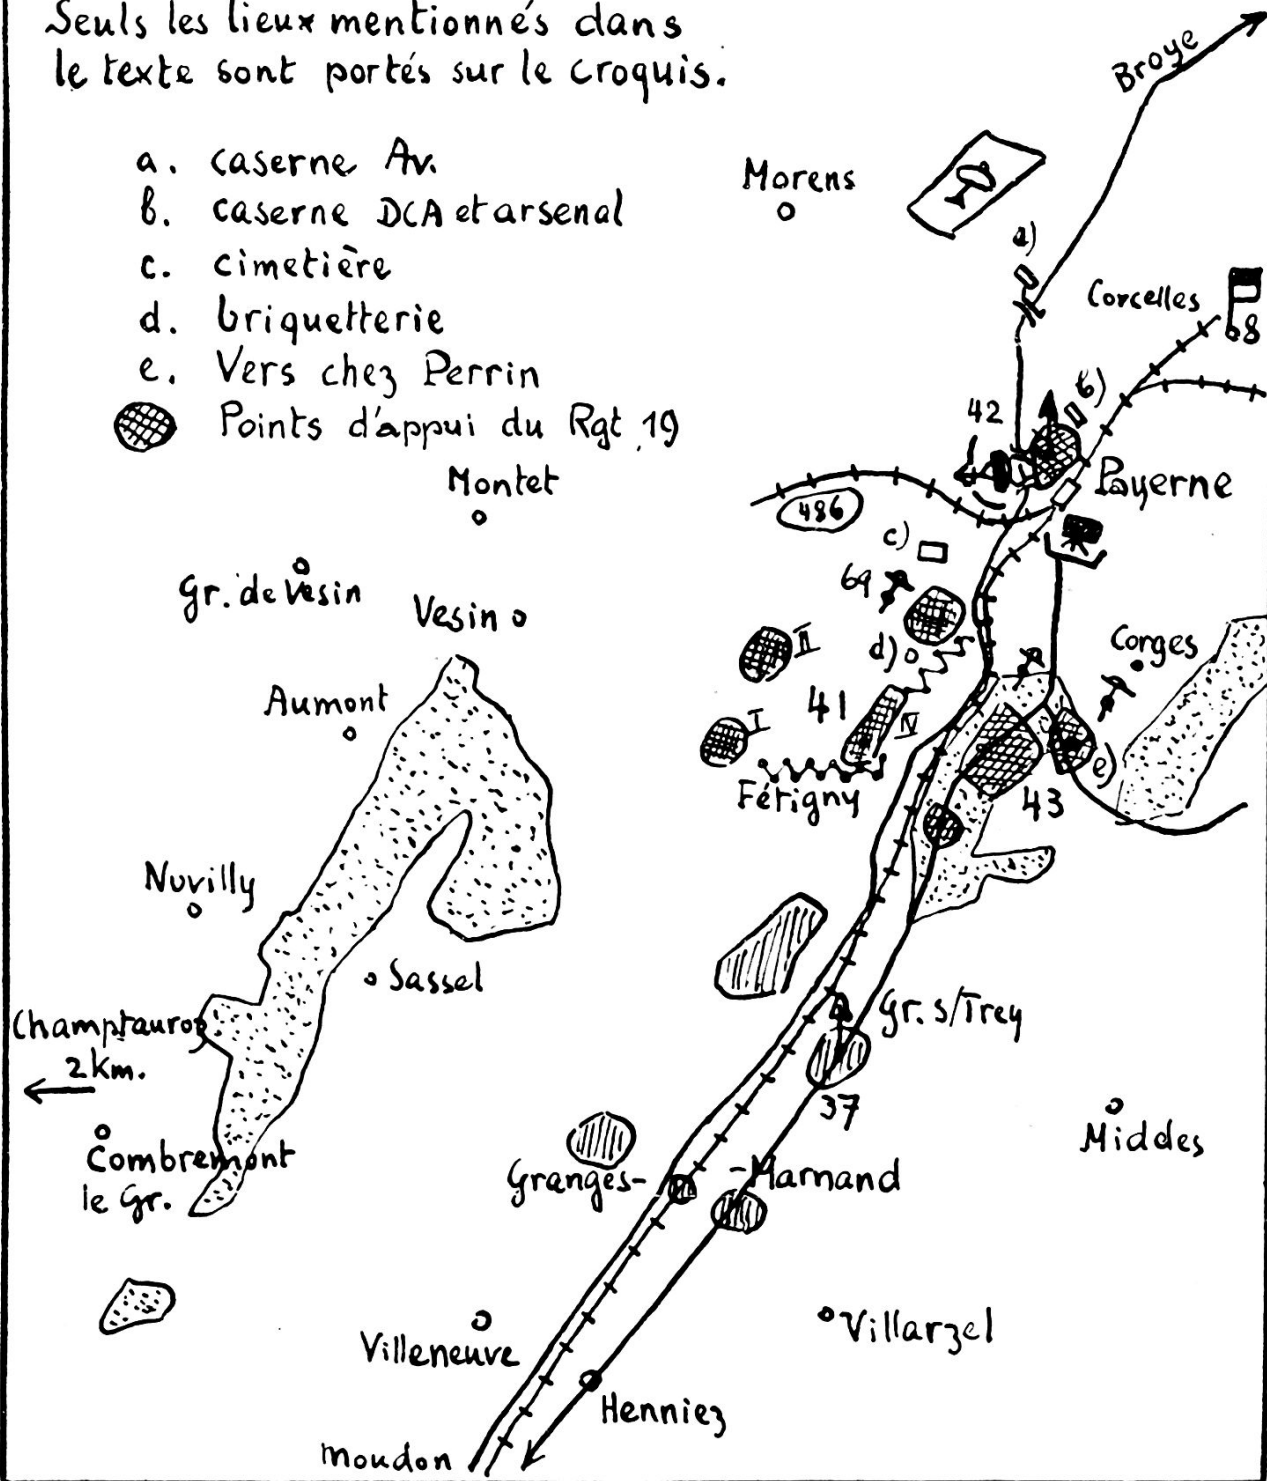 Seuls les lieux mentionnés dans
le texte sont portés sur le croquis.
a. caserne Av.
b. caserne DCA et arsenal
c. cimetière
d. briquetterie
e. Vers chez Perrin
Points d'appui du Rgt 19
Broye
Morens
a)
Corcelles
8
b)
42
Payerne
Montet
486
c)
Gr. de Vesin
Vesin
69
II
d)
Corges
Aumont
I
41
IV
e)
Fétigny
43
Nuvilly
Sassel
Gr. s/Trey
Champtauroz
2 km.
37
Combremont
le Gr.
Middes
Granges-
-Marnand
Villarzel
Villeneuve
Henniez
Moudon